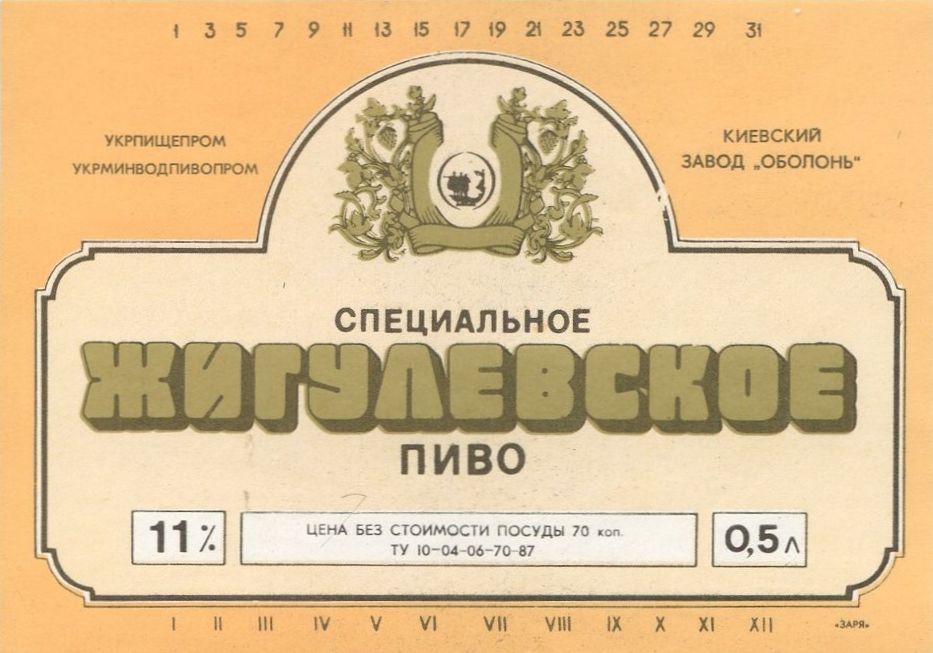 1 3 5 7 9 11 13 15 17 19 21 23 25 27 29 31
УКРПИЩЕПРОМ
УКРМИНВОДПИВОПРОМ
КИЕВСКИЙ
ЗАВОД „ОБОЛОНЬ"
СПЕЦИАЛЬНОЕ
ЖИГУЛЕВСКОЕ
ПИВО
11%
ЦЕНА БЕЗ СТОИМОСТИ ПОСУДЫ 70 коп.
ТУ 10-04-06-70-87
0,5 л
I II III IV V VI VII VIII IX X XI XII
«ЗАРЯ»